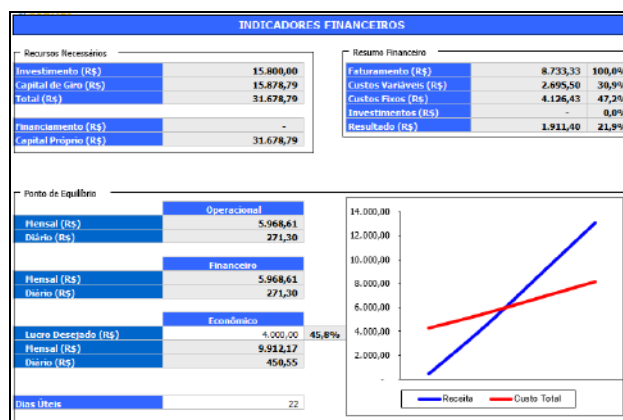 INDICADORES FINANCEIROS
Recursos Necessários
Investimento (R$) 15.800,00
Capital de Giro (R$) 15.878,79
Total (R$) 31.678,79
Financiamento (R$) -
Capital Próprio (R$) 31.678,79
Resumo Financeiro
Faturamento (R$) 8.733,33 100,0%
Custos Variáveis (R$) 2.695,50 30,9%
Custos Fixos (R$) 4.126,43 47,2%
Investimentos (R$) - 0,0%
Resultado (R$) 1.911,40 21,9%
Ponto de Equilíbrio
Operacional
Mensal (R$) 5.968,61
Diário (R$) 271,30
Financeiro
Mensal (R$) 5.968,61
Diário (R$) 271,30
Econômico
Lucro Desejado (R$) 4.000,00 45,8%
Mensal (R$) 9.912,17
Diário (R$) 450,55
Dias Úteis 22
14.000,00
12.000,00
10.000,00
8.000,00
6.000,00
4.000,00
2.000,00
-
Receita Custo Total